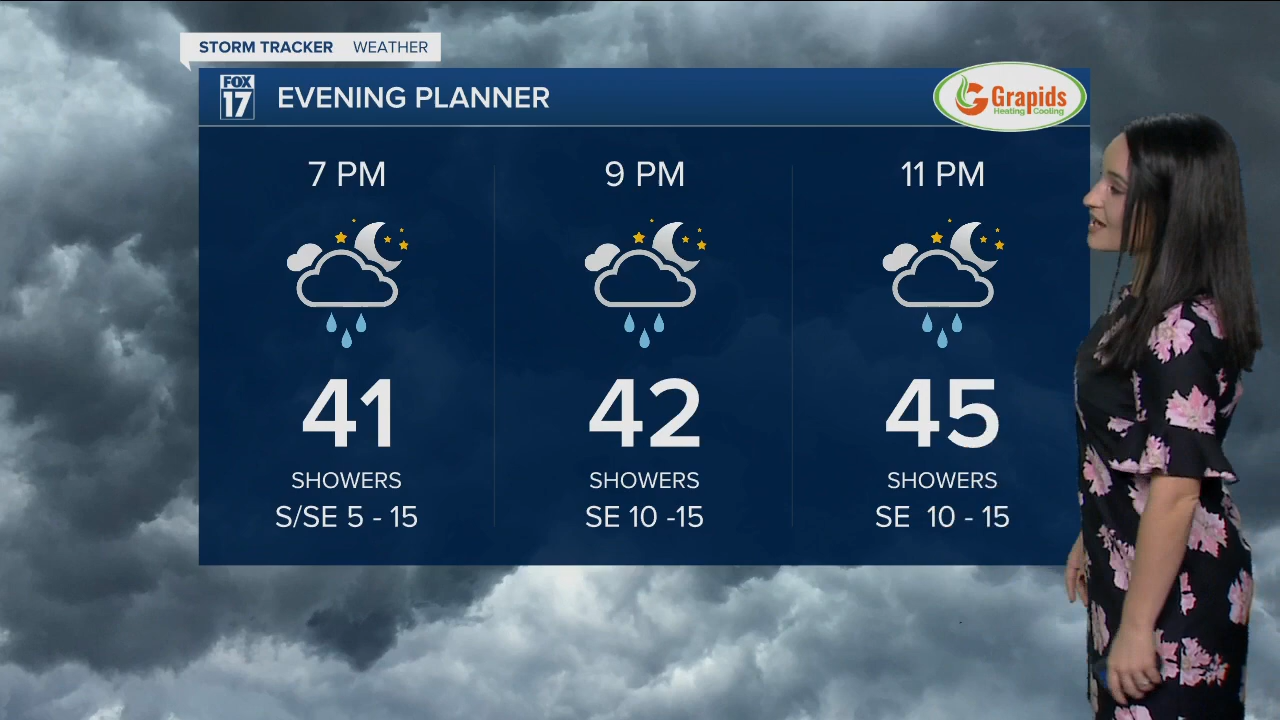 STORM TRACKER WEATHER
FOX
17
EVENING PLANNER
Grapids
Heating Cooling
7 PM
41
SHOWERS
S/SE 5 - 15
9 PM
42
SHOWERS
SE 10 -15
11 PM
45
SHOWERS
SE 10 - 15